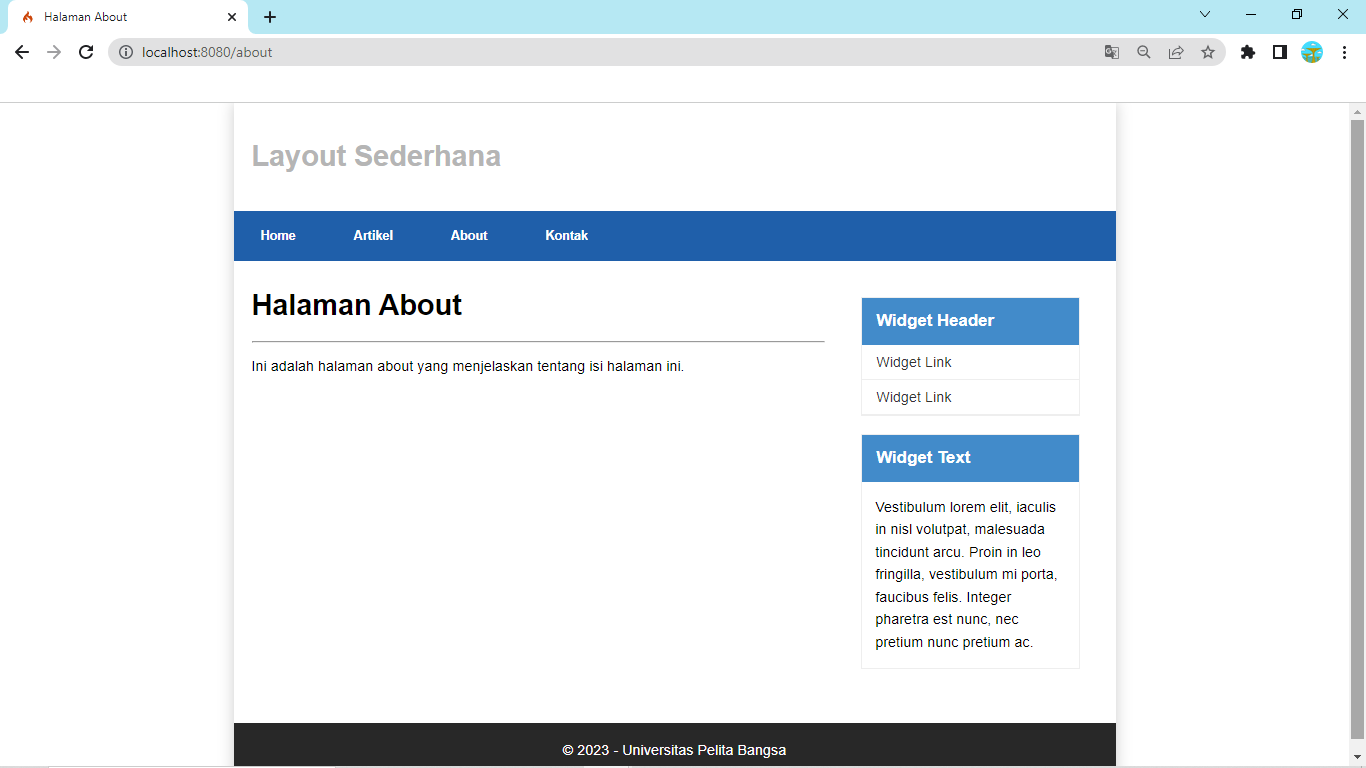 Halaman About
localhost:8080/about
Layout Sederhana
Home Artikel About Kontak
Halaman About
Ini adalah halaman about yang menjelaskan tentang isi halaman ini.
Widget Header
Widget Link
Widget Link
Widget Text
Vestibulum lorem elit, iaculis
in nisl volutpat, malesuada
tincidunt arcu. Proin in leo
fringilla, vestibulum mi porta,
faucibus felis. Integer
pharetra est nunc, nec
pretium nunc pretium ac.
© 2023 - Universitas Pelita Bangsa